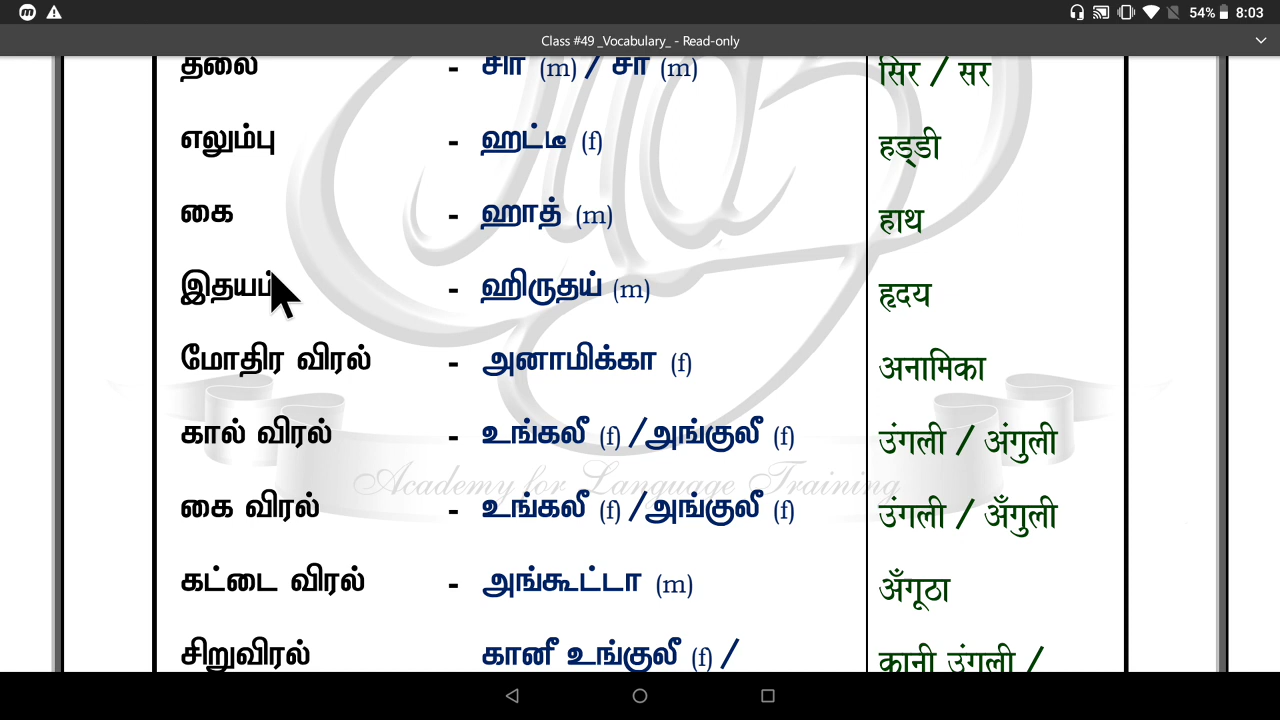 54% 8:03
Class #49 _Vocabulary_ - Read-only
தலை - சிர் (m) / சர் (m) सिर / सर
எலும்பு - ஹட்டீ (f) हड्डी
கை - ஹாத் (m) हाथ
இதயம் - ஹிருதய் (m) हृदय
மோதிர விரல் - அனாமிக்கா (f) अनामिका
கால் விரல் - உங்கலீ (f) /அங்குலீ (f) उंगली / अंगुली
கை விரல் - உங்கலீ (f) /அங்குலீ (f) उंगली / अँगुली
கட்டை விரல் - அங்கூட்டா (m) अँगूठा
சிறுவிரல் கானீ உங்குலீ (f) / कानी उंगली /
Academy for Language Training